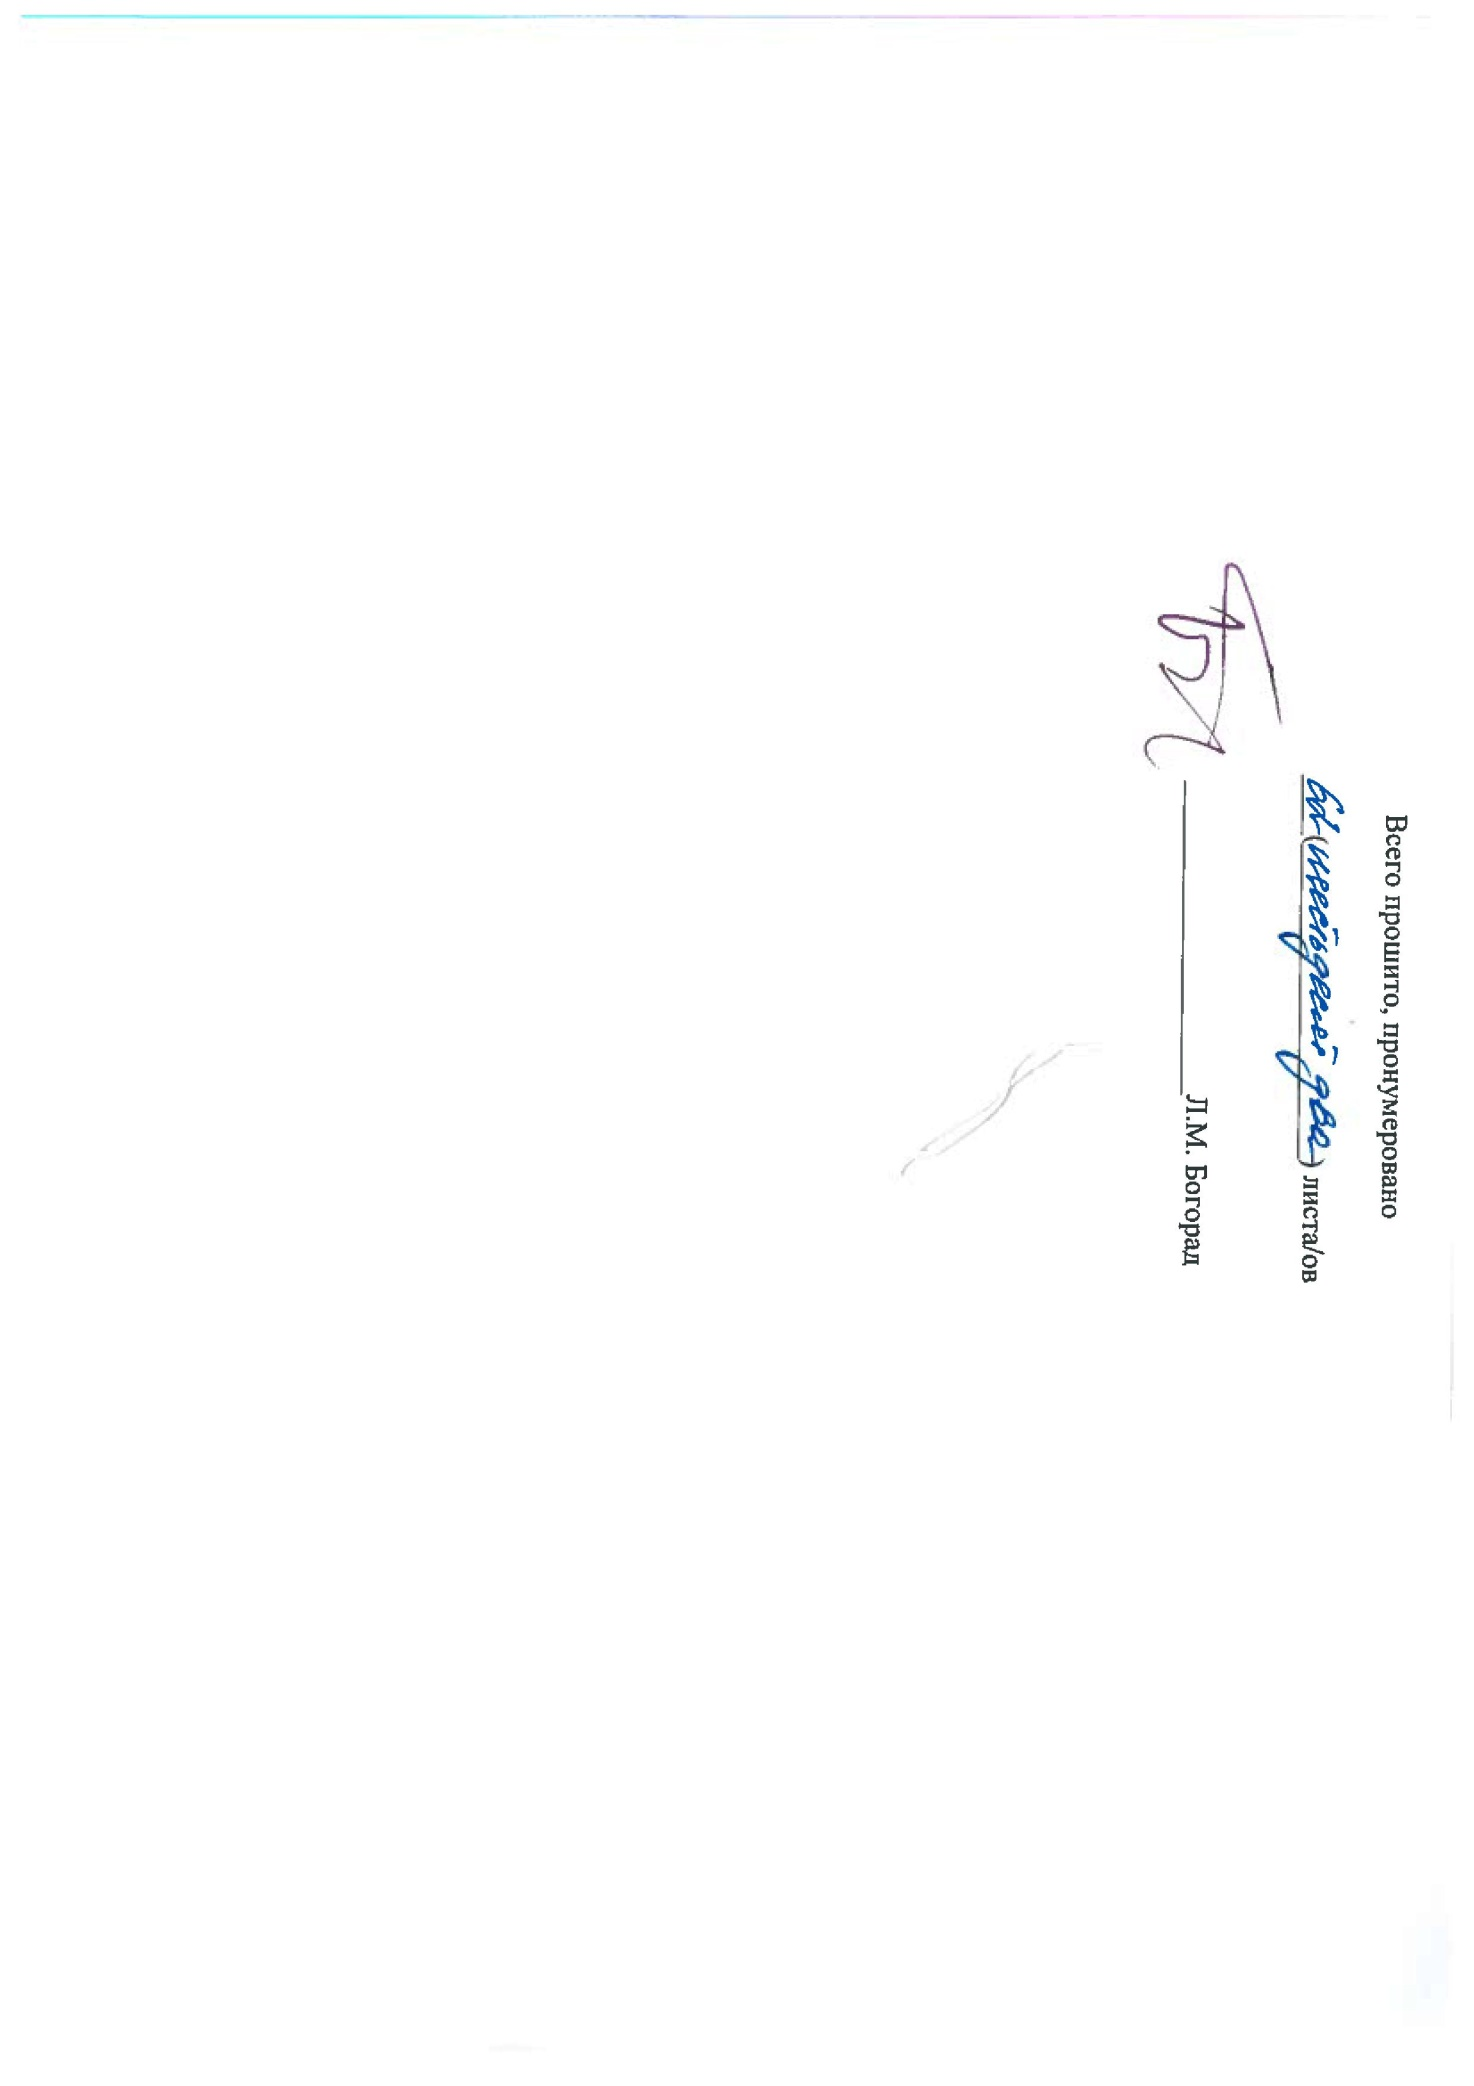 Всего прошито, пронумеровано
62 (шестьдесят два) листа/ов
Л.М. Богорад